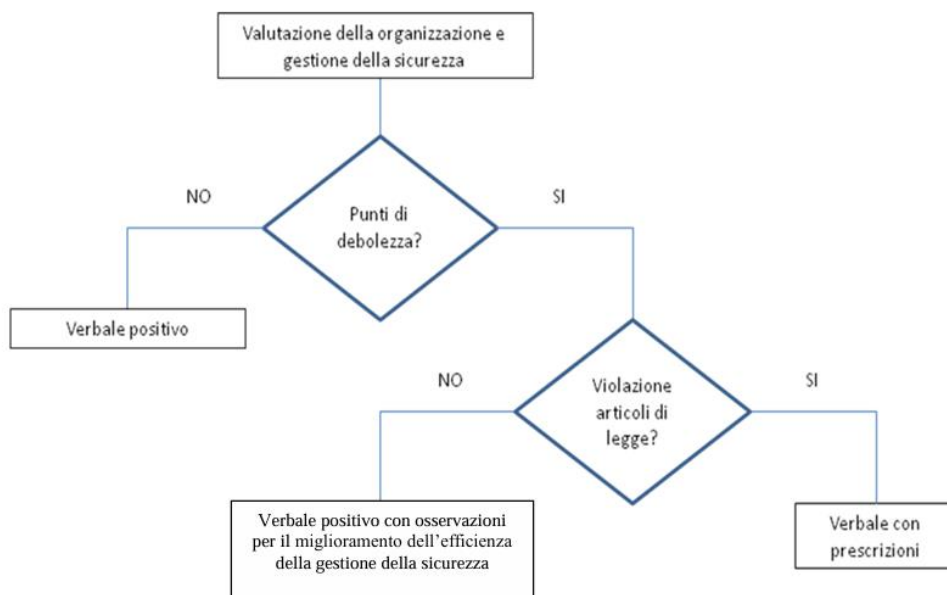 Valutazione della organizzazione e
gestione della sicurezza
NO
SI
Punti di
debolezza?
Verbale positivo
NO
SI
Violazione
articoli di
legge?
Verbale positivo con osservazioni
per il miglioramento dell’efficienza
della gestione della sicurezza
Verbale con
prescrizioni